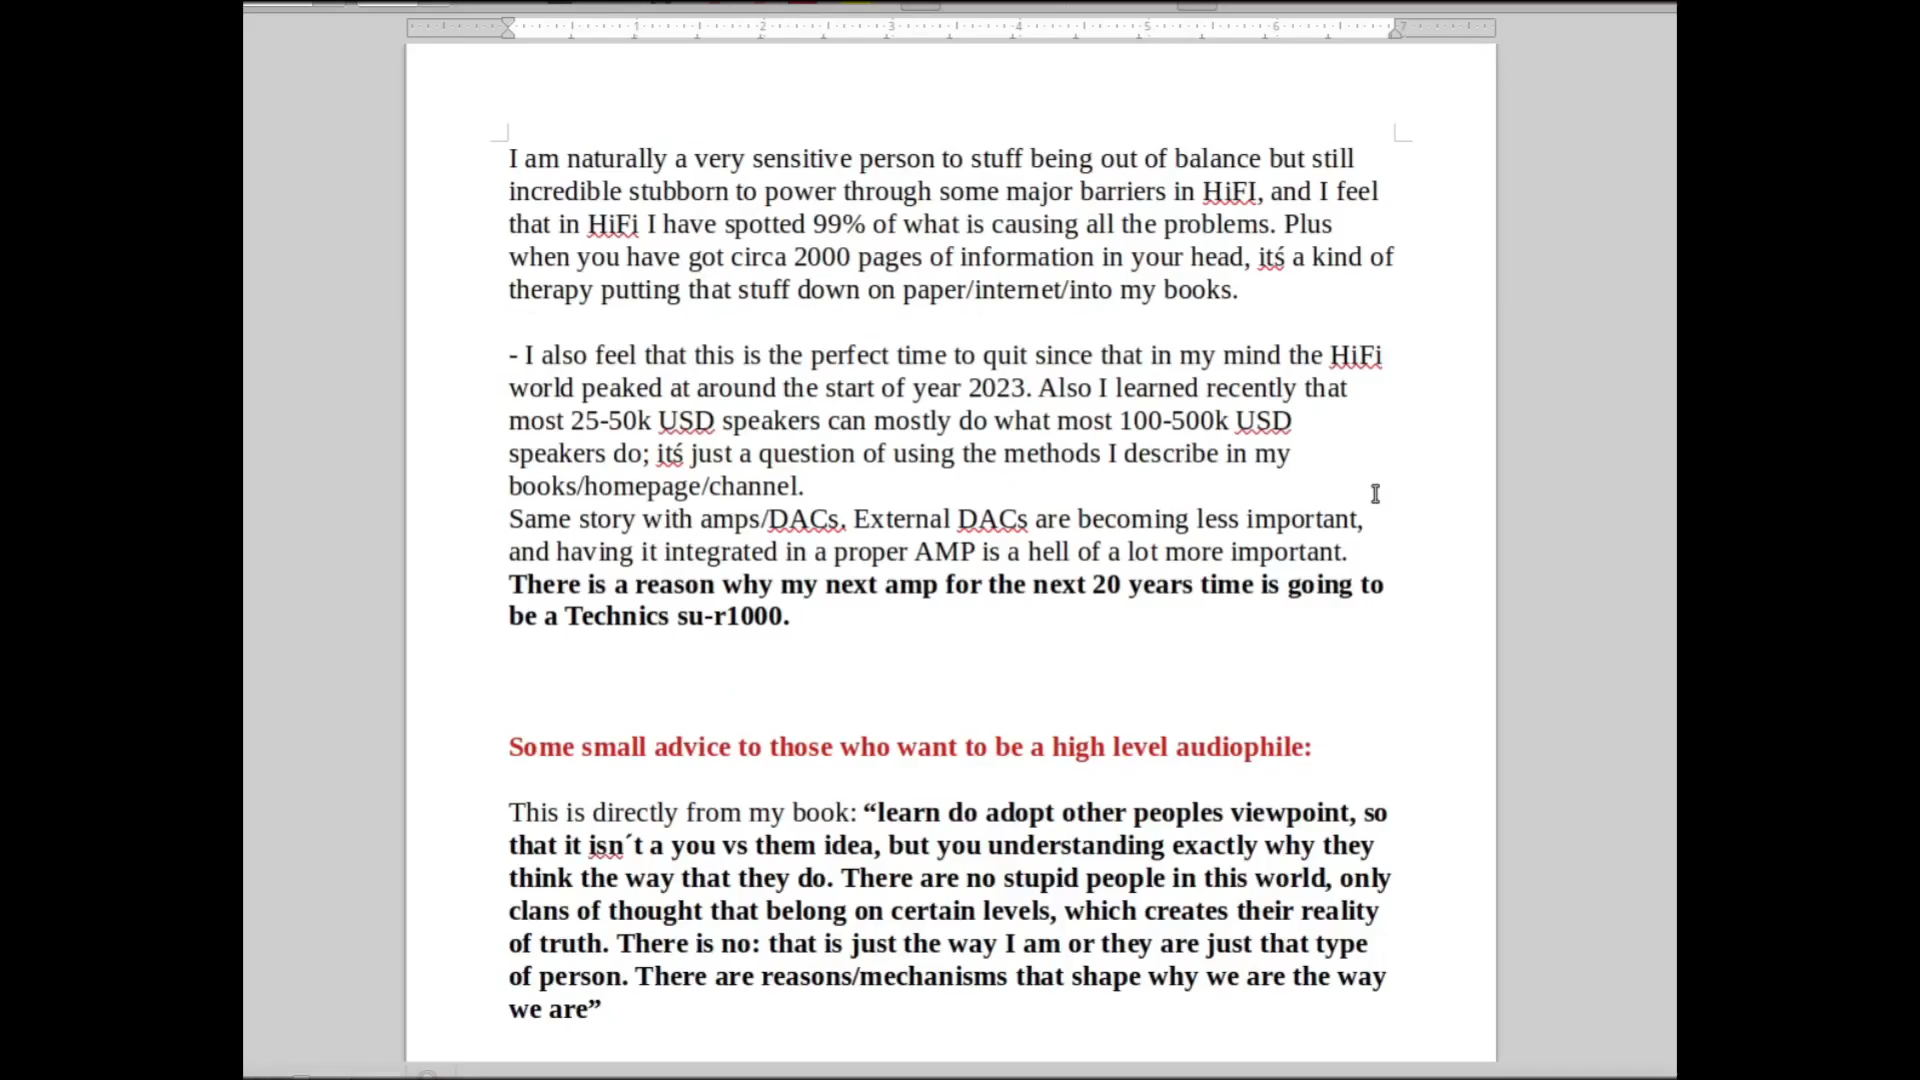 1 2 3 4 5 6 7
I am naturally a very sensitive person to stuff being out of balance but still
incredible stubborn to power through some major barriers in HiFI, and I feel
that in HiFi I have spotted 99% of what is causing all the problems. Plus
when you have got circa 2000 pages of information in your head, itś a kind of
therapy putting that stuff down on paper/internet/into my books.
- I also feel that this is the perfect time to quit since that in my mind the HiFi
world peaked at around the start of year 2023. Also I learned recently that
most 25-50k USD speakers can mostly do what most 100-500k USD
speakers do; itś just a question of using the methods I describe in my
books/homepage/channel.
Same story with amps/DACs. External DACs are becoming less important,
and having it integrated in a proper AMP is a hell of a lot more important.
There is a reason why my next amp for the next 20 years time is going to
be a Technics su-r1000.
Some small advice to those who want to be a high level audiophile:
This is directly from my book: “learn do adopt other peoples viewpoint, so
that it isn´t a you vs them idea, but you understanding exactly why they
think the way that they do. There are no stupid people in this world, only
clans of thought that belong on certain levels, which creates their reality
of truth. There is no: that is just the way I am or they are just that type
of person. There are reasons/mechanisms that shape why we are the way
we are”